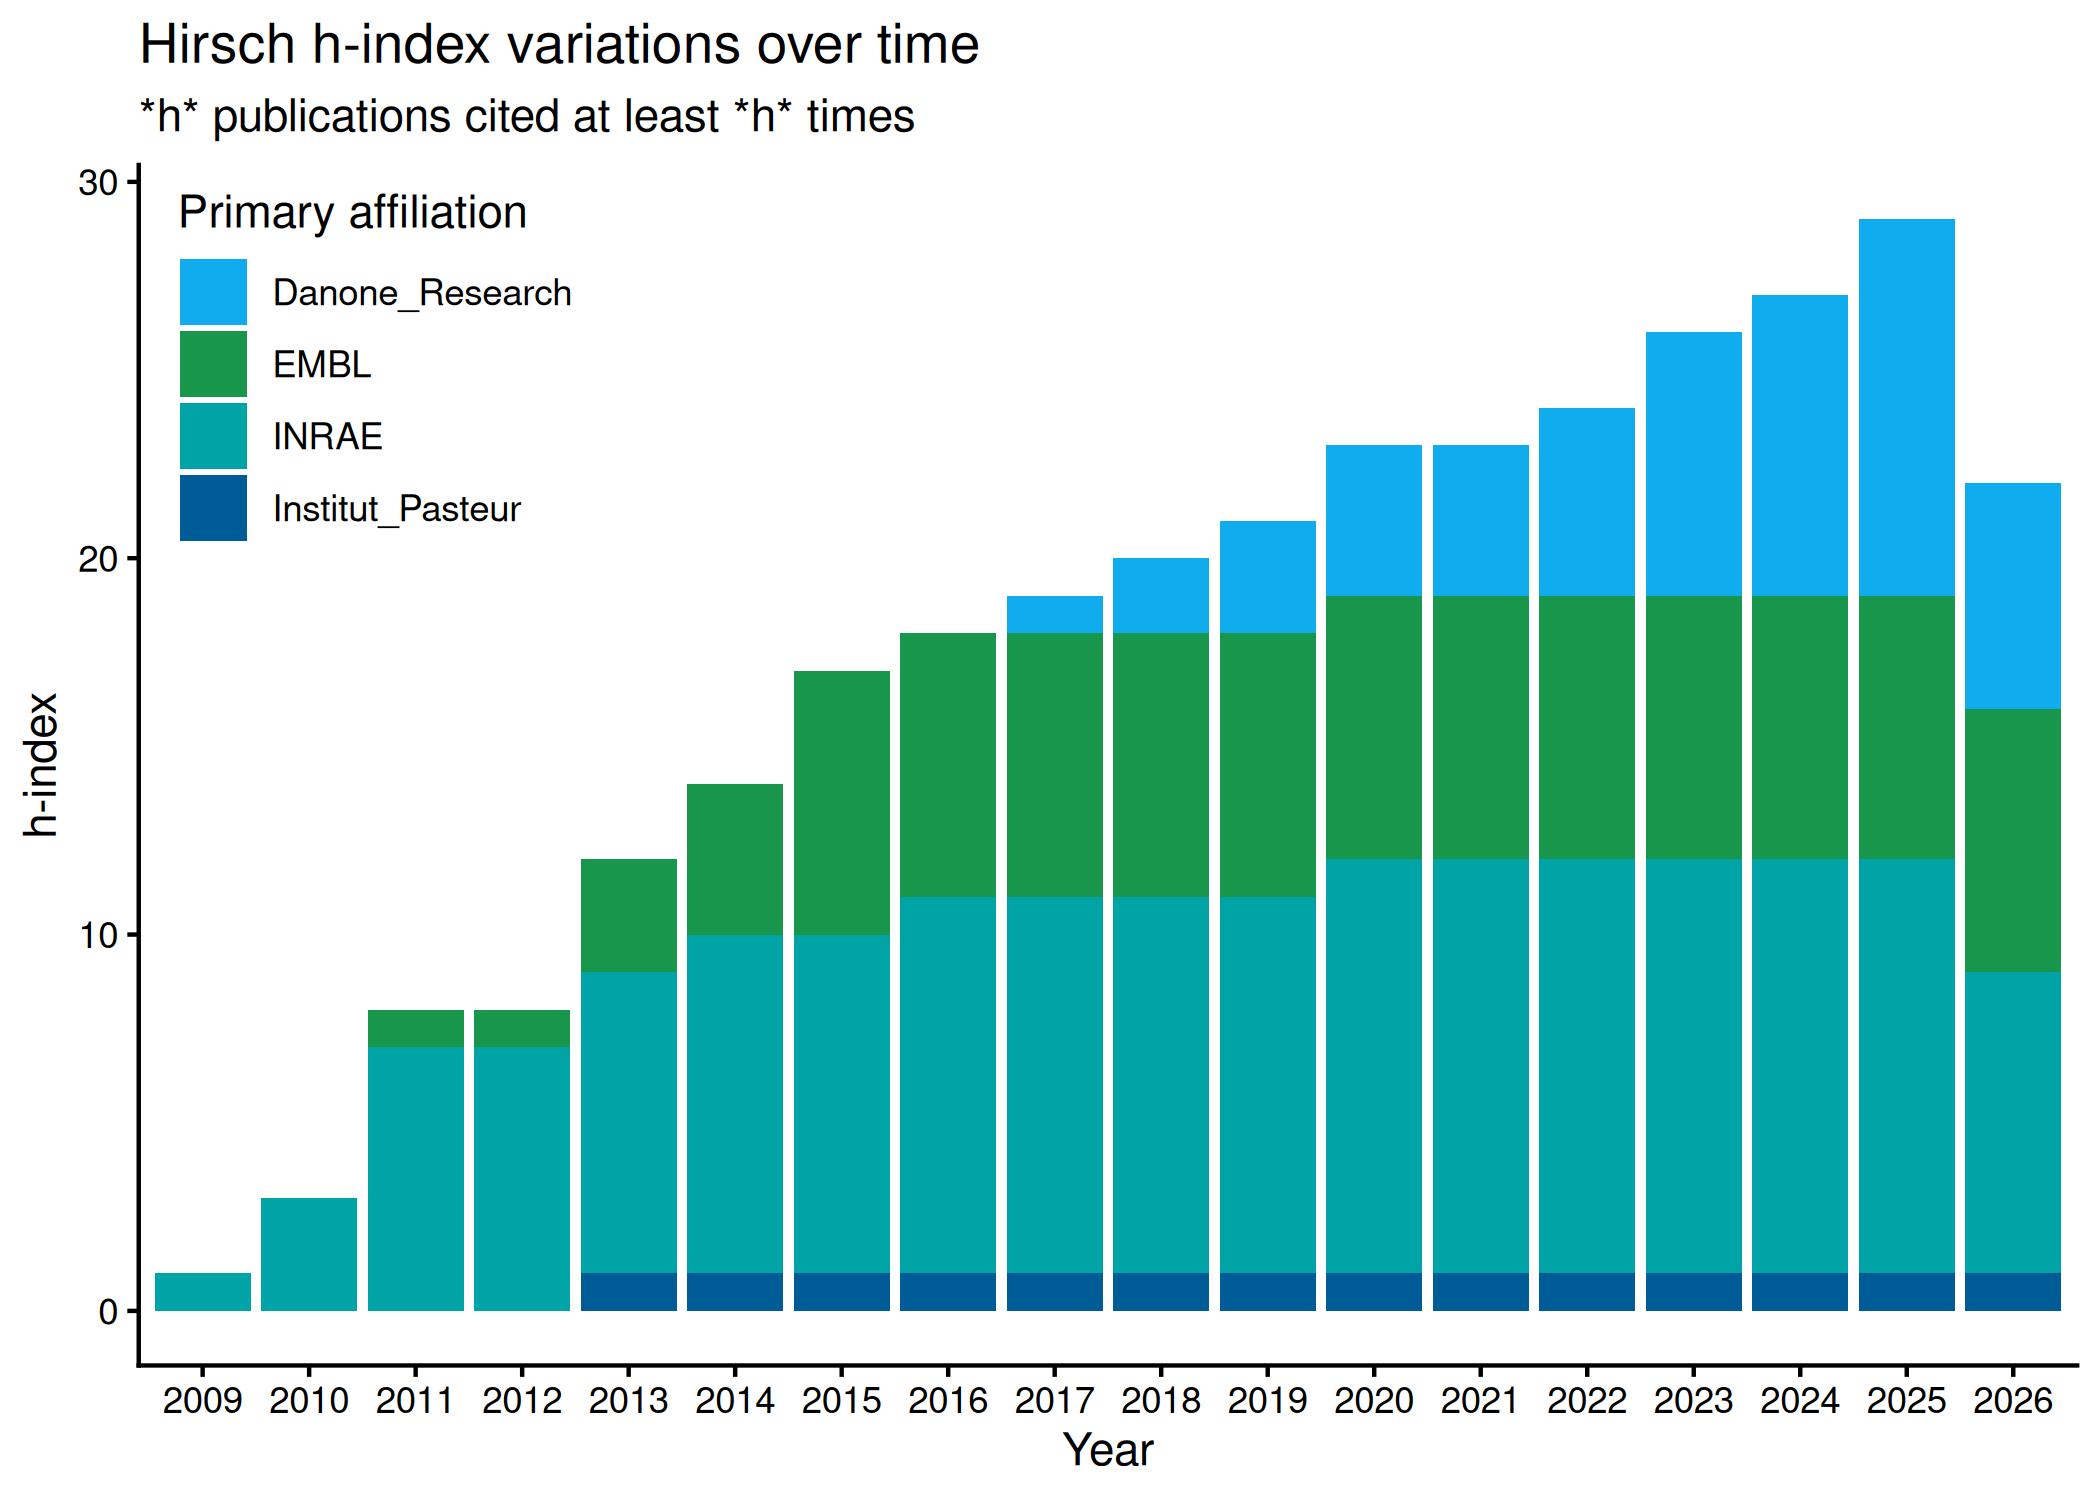 Hirsch h-index variations over time
*h* publications cited at least *h* times
Primary affiliation
Danone_Research
EMBL
INRAE
Institut_Pasteur
30
20
10
0
h-index
2009 2010 2011 2012 2013 2014 2015 2016 2017 2018 2019 2020 2021 2022 2023 2024 2025 2026
Year